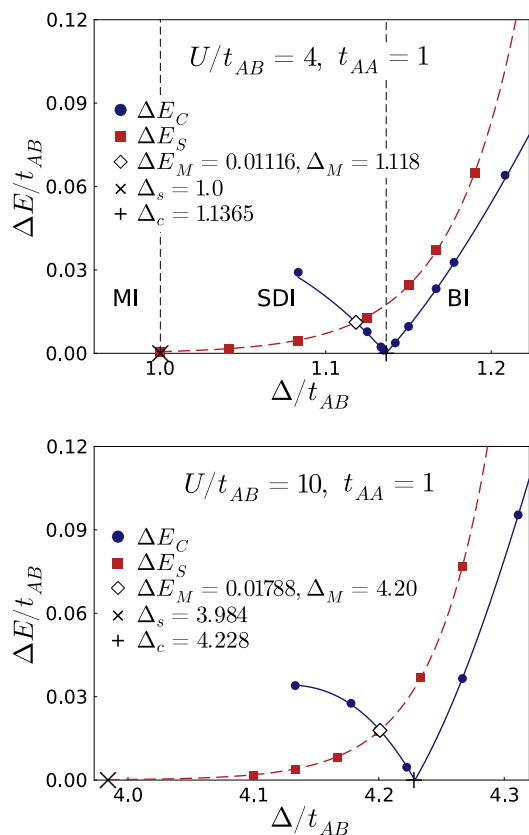 0.12
U/t_{AB} = 4, t_{AA} = 1
0.09
ΔE_C
ΔE_S
ΔE_M = 0.01116, Δ_M = 1.118
Δ_s = 1.0
Δ_c = 1.1365
ΔE/t_{AB}
0.06
0.03
MI SDI BI
0.00
1.0 1.1 1.2
Δ/t_{AB}
0.12
U/t_{AB} = 10, t_{AA} = 1
0.09
ΔE_C
ΔE_S
ΔE_M = 0.01788, Δ_M = 4.20
Δ_s = 3.984
Δ_c = 4.228
ΔE/t_{AB}
0.06
0.03
0.00
4.0 4.1 4.2 4.3
Δ/t_{AB}